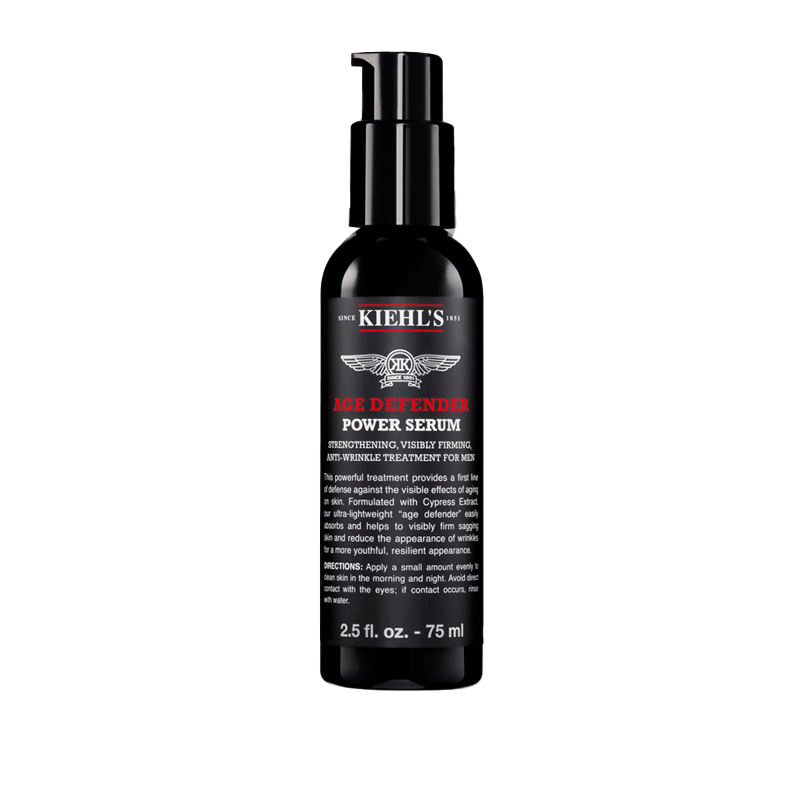 SINCE KIEHL'S 1851
KK
SINCE 1851
AGE DEFENDER
POWER SERUM
STRENGTHENING, VISIBLY FIRMING,
ANTI-WRINKLE TREATMENT FOR MEN
This powerful treatment provides a first line
of defense against the visible effects of aging
on skin. Formulated with Cypress Extract,
our ultra-lightweight "age defender" easily
absorbs and helps to visibly firm sagging
skin and reduce the appearance of wrinkles
for a more youthful, resilient appearance.
DIRECTIONS: Apply a small amount evenly to
clean skin in the morning and night. Avoid direct
contact with the eyes; if contact occurs, rinse
with water.
2.5 fl. oz. - 75 ml